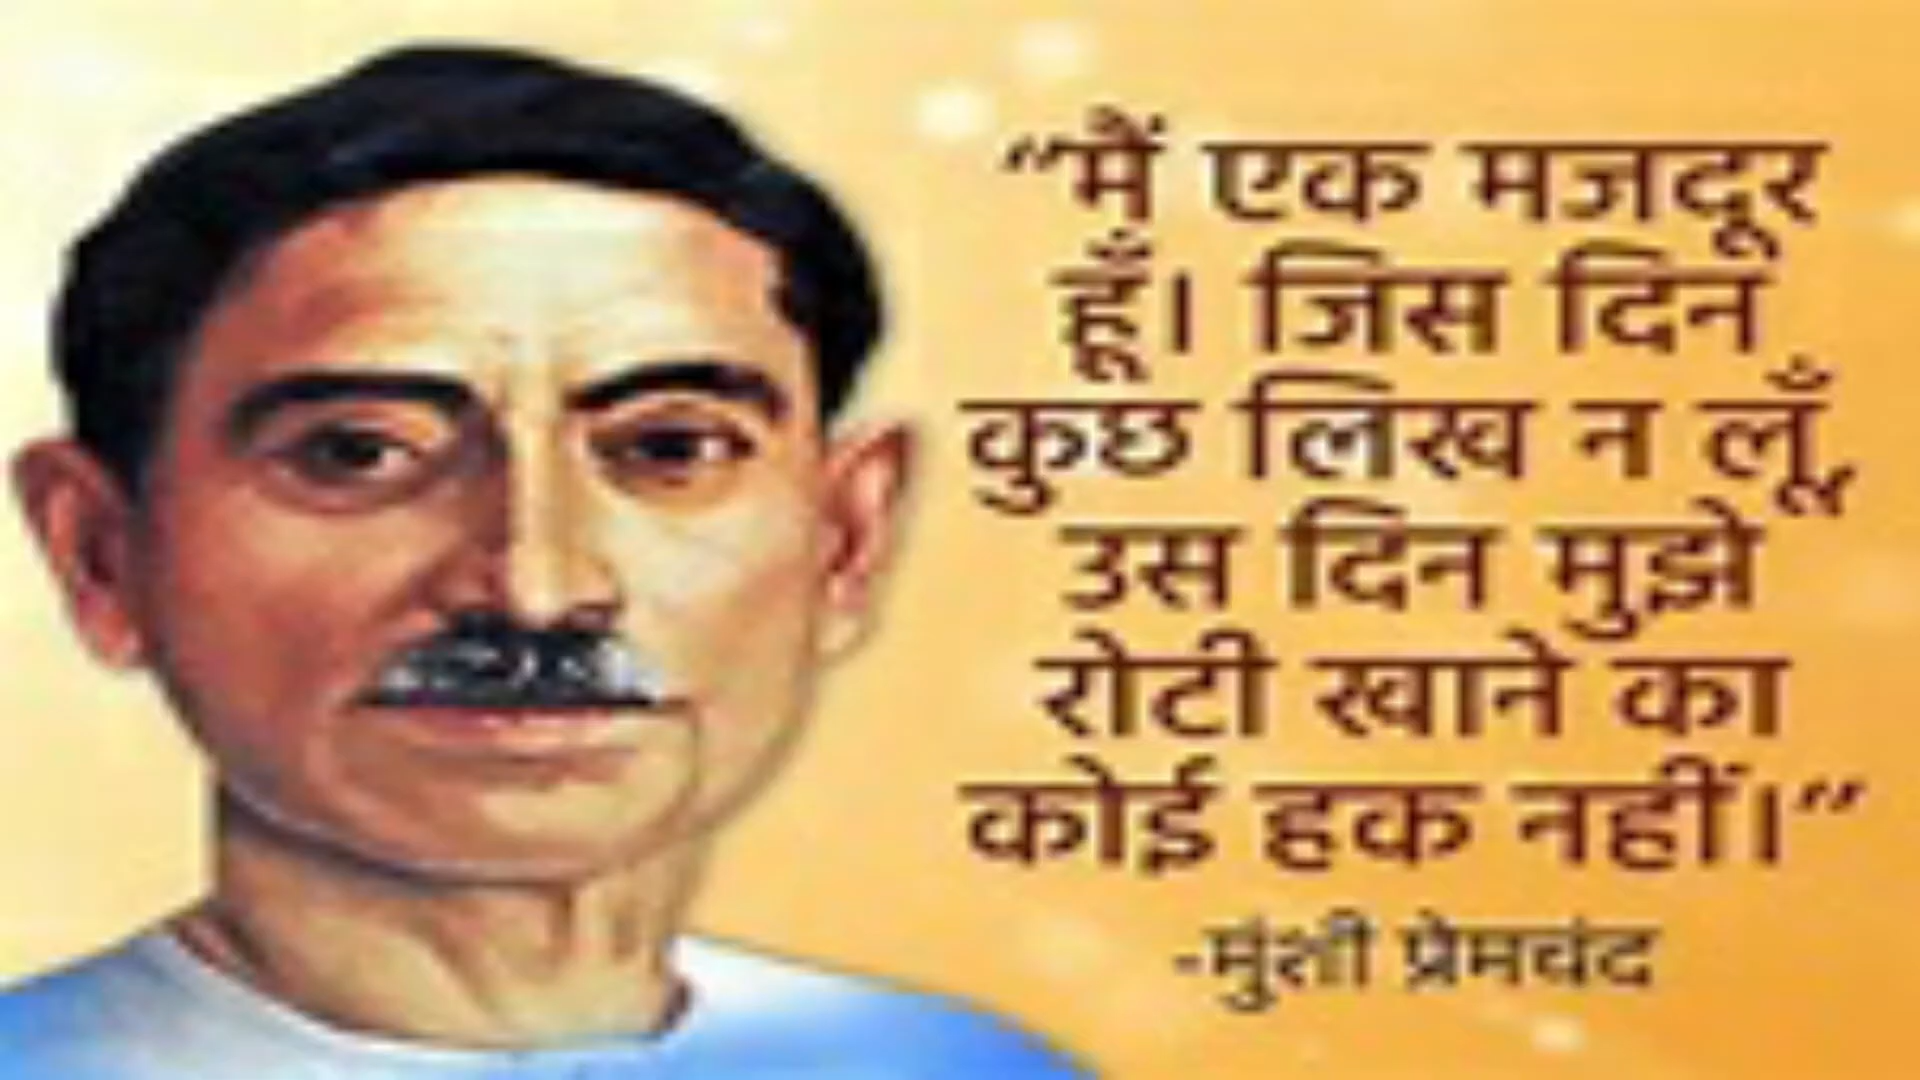 “मैं एक मजदूर
हूँ। जिस दिन
कुछ लिख न लूँ,
उस दिन मुझे
रोटी खाने का
कोई हक नहीं।“
-मुंशी प्रेमचंद